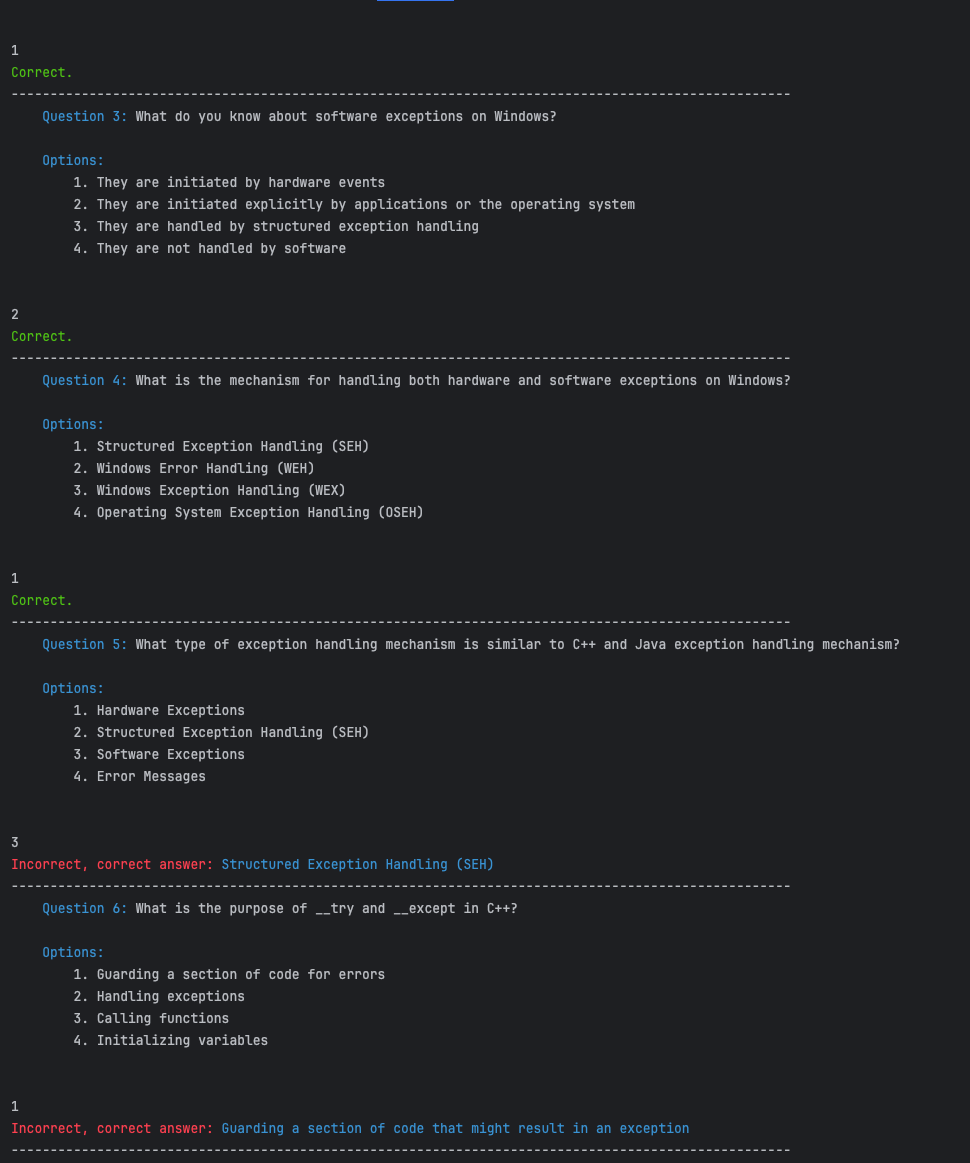 1
Correct.
----------------------------------------------------------------------------------------------------
Question 3: What do you know about software exceptions on Windows?
Options:
1. They are initiated by hardware events
2. They are initiated explicitly by applications or the operating system
3. They are handled by structured exception handling
4. They are not handled by software
2
Correct.
----------------------------------------------------------------------------------------------------
Question 4: What is the mechanism for handling both hardware and software exceptions on Windows?
Options:
1. Structured Exception Handling (SEH)
2. Windows Error Handling (WEH)
3. Windows Exception Handling (WEX)
4. Operating System Exception Handling (OSEH)
1
Correct.
----------------------------------------------------------------------------------------------------
Question 5: What type of exception handling mechanism is similar to C++ and Java exception handling mechanism?
Options:
1. Hardware Exceptions
2. Structured Exception Handling (SEH)
3. Software Exceptions
4. Error Messages
3
Incorrect, correct answer: Structured Exception Handling (SEH)
----------------------------------------------------------------------------------------------------
Question 6: What is the purpose of __try and __except in C++?
Options:
1. Guarding a section of code for errors
2. Handling exceptions
3. Calling functions
4. Initializing variables
1
Incorrect, correct answer: Guarding a section of code that might result in an exception
----------------------------------------------------------------------------------------------------